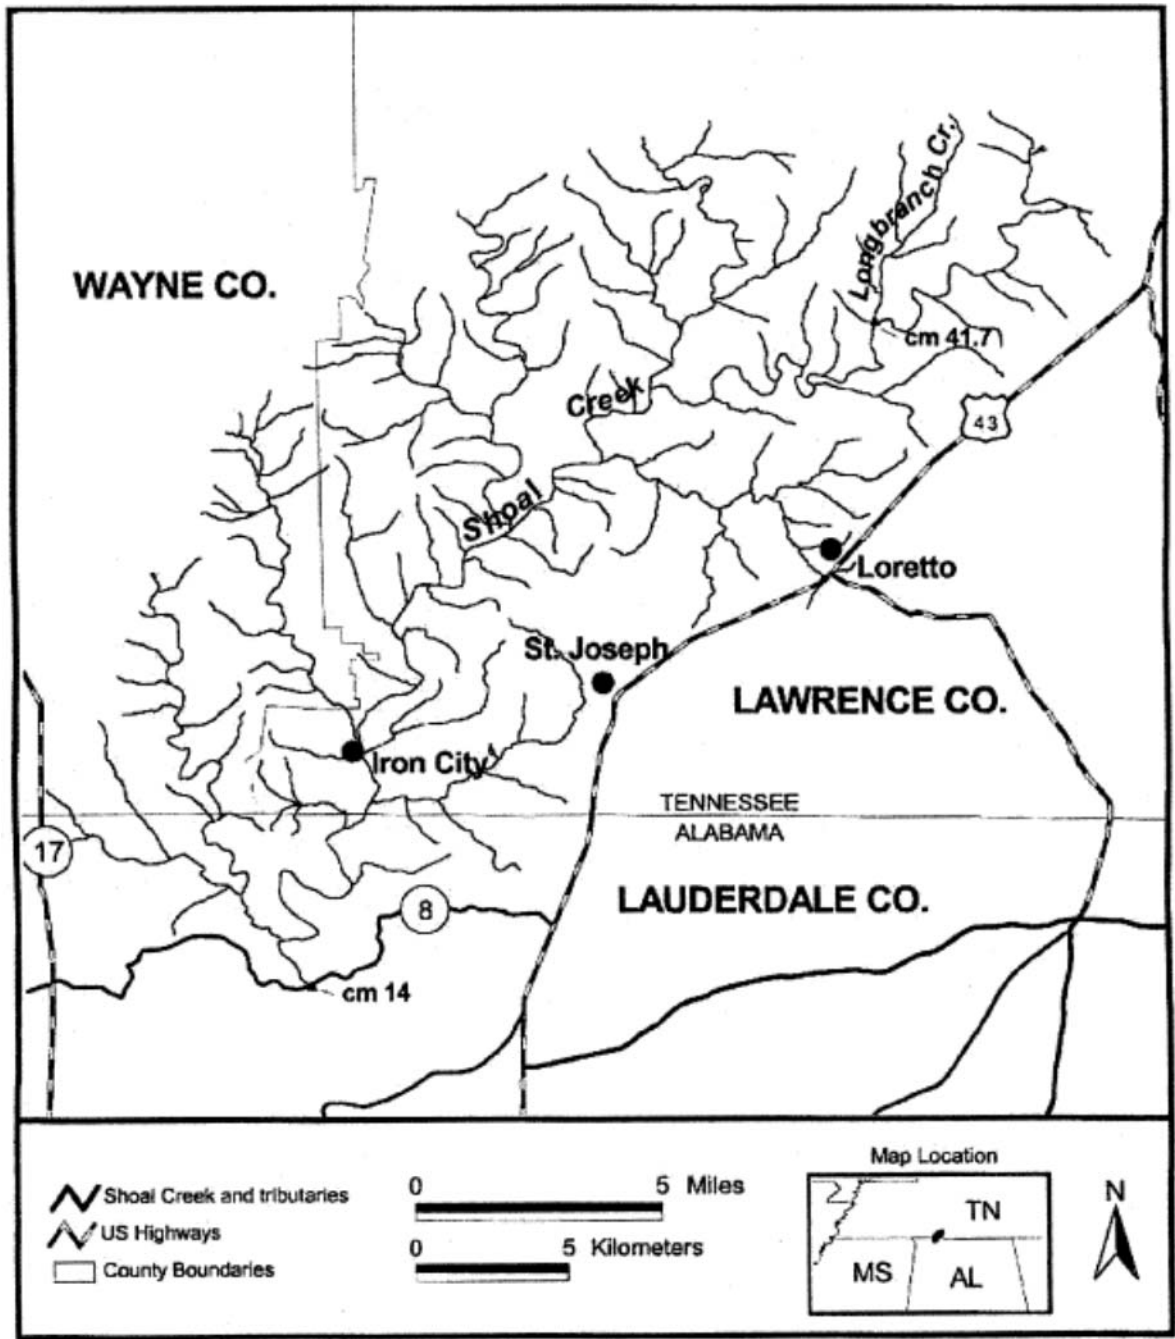 Longbranch Cr.
WAYNE CO.
cm 41.7
Creek
43
Shoal
Loretto
St. Joseph
LAWRENCE CO.
Iron City
TENNESSEE
ALABAMA
17
LAUDERDALE CO.
8
cm 14
Map Location
Shoal Creek and tributaries
0 5 Miles
N
TN
US Highways
0 5 Kilometers
County Boundaries
MS AL